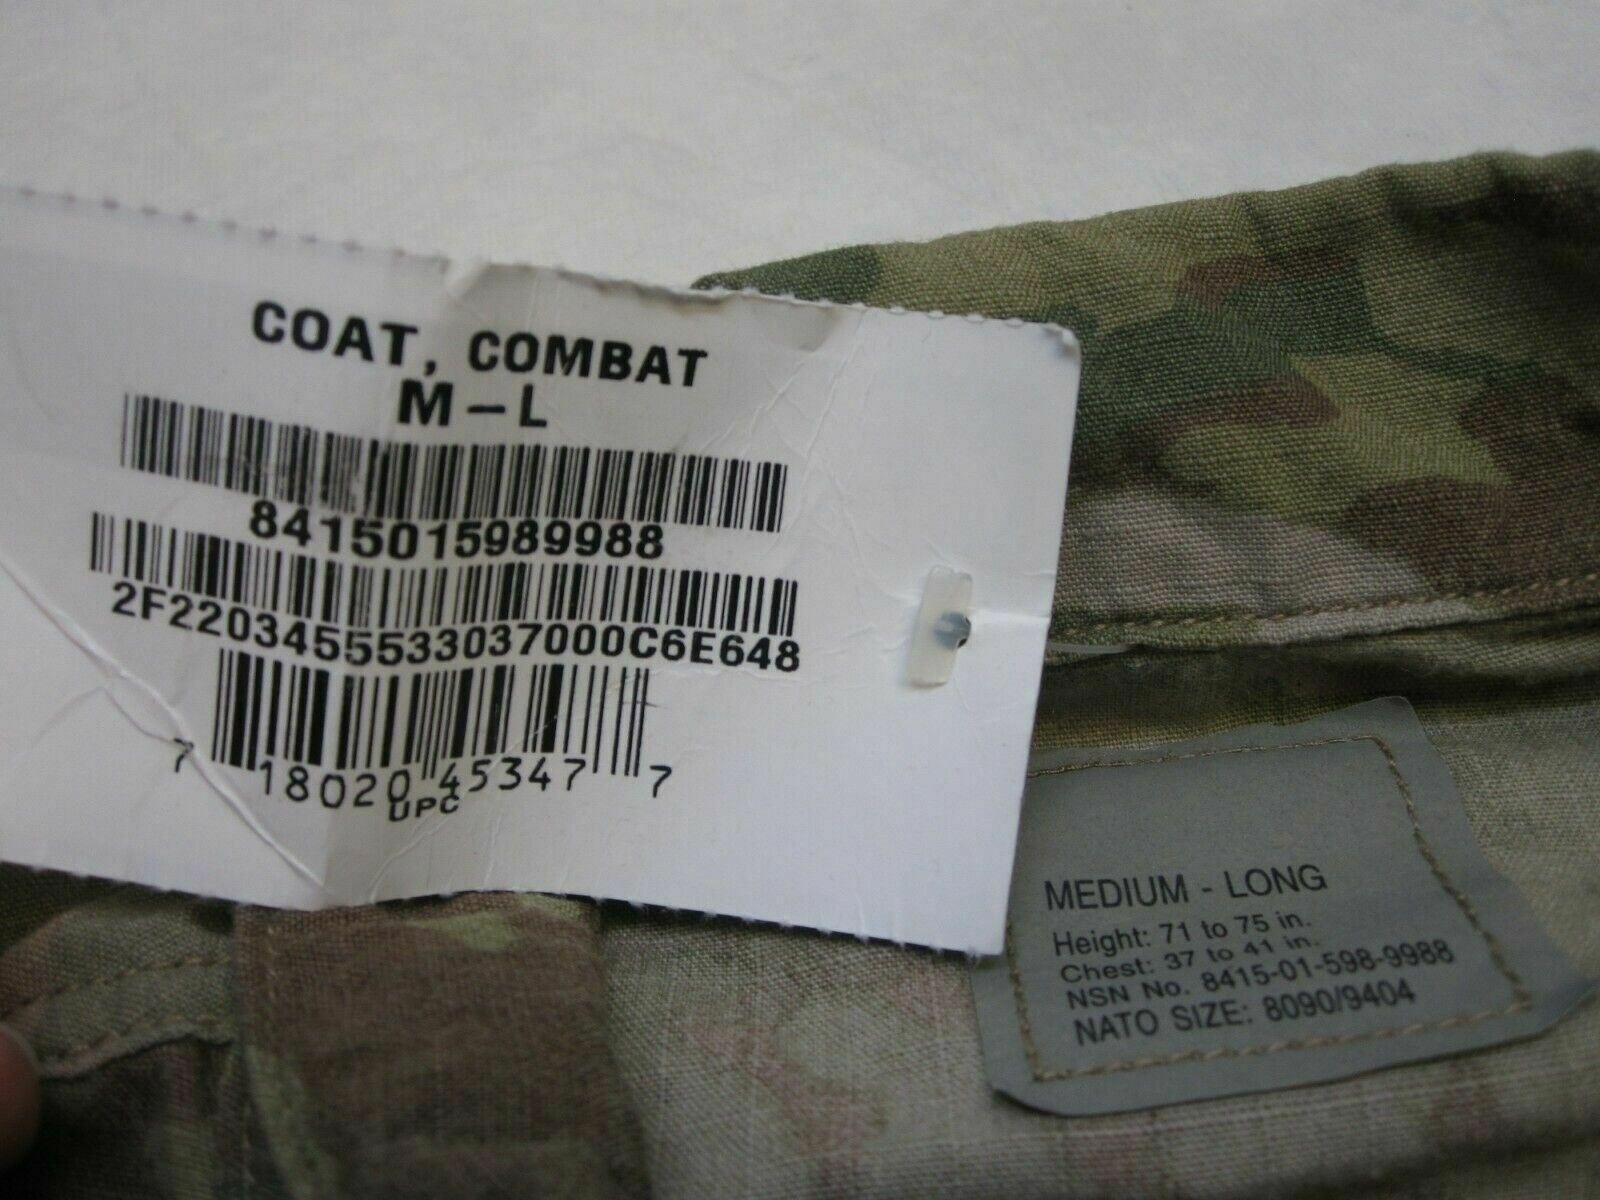 COAT, COMBAT
M-L
8415015989988
2F2203455533037000C6E648
7 18020 45347 7
UPC
MEDIUM - LONG
Height: 71 to 75 in.
Chest: 37 to 41 in.
NSN No. 8415-01-598-9988
NATO SIZE: 8090/9404